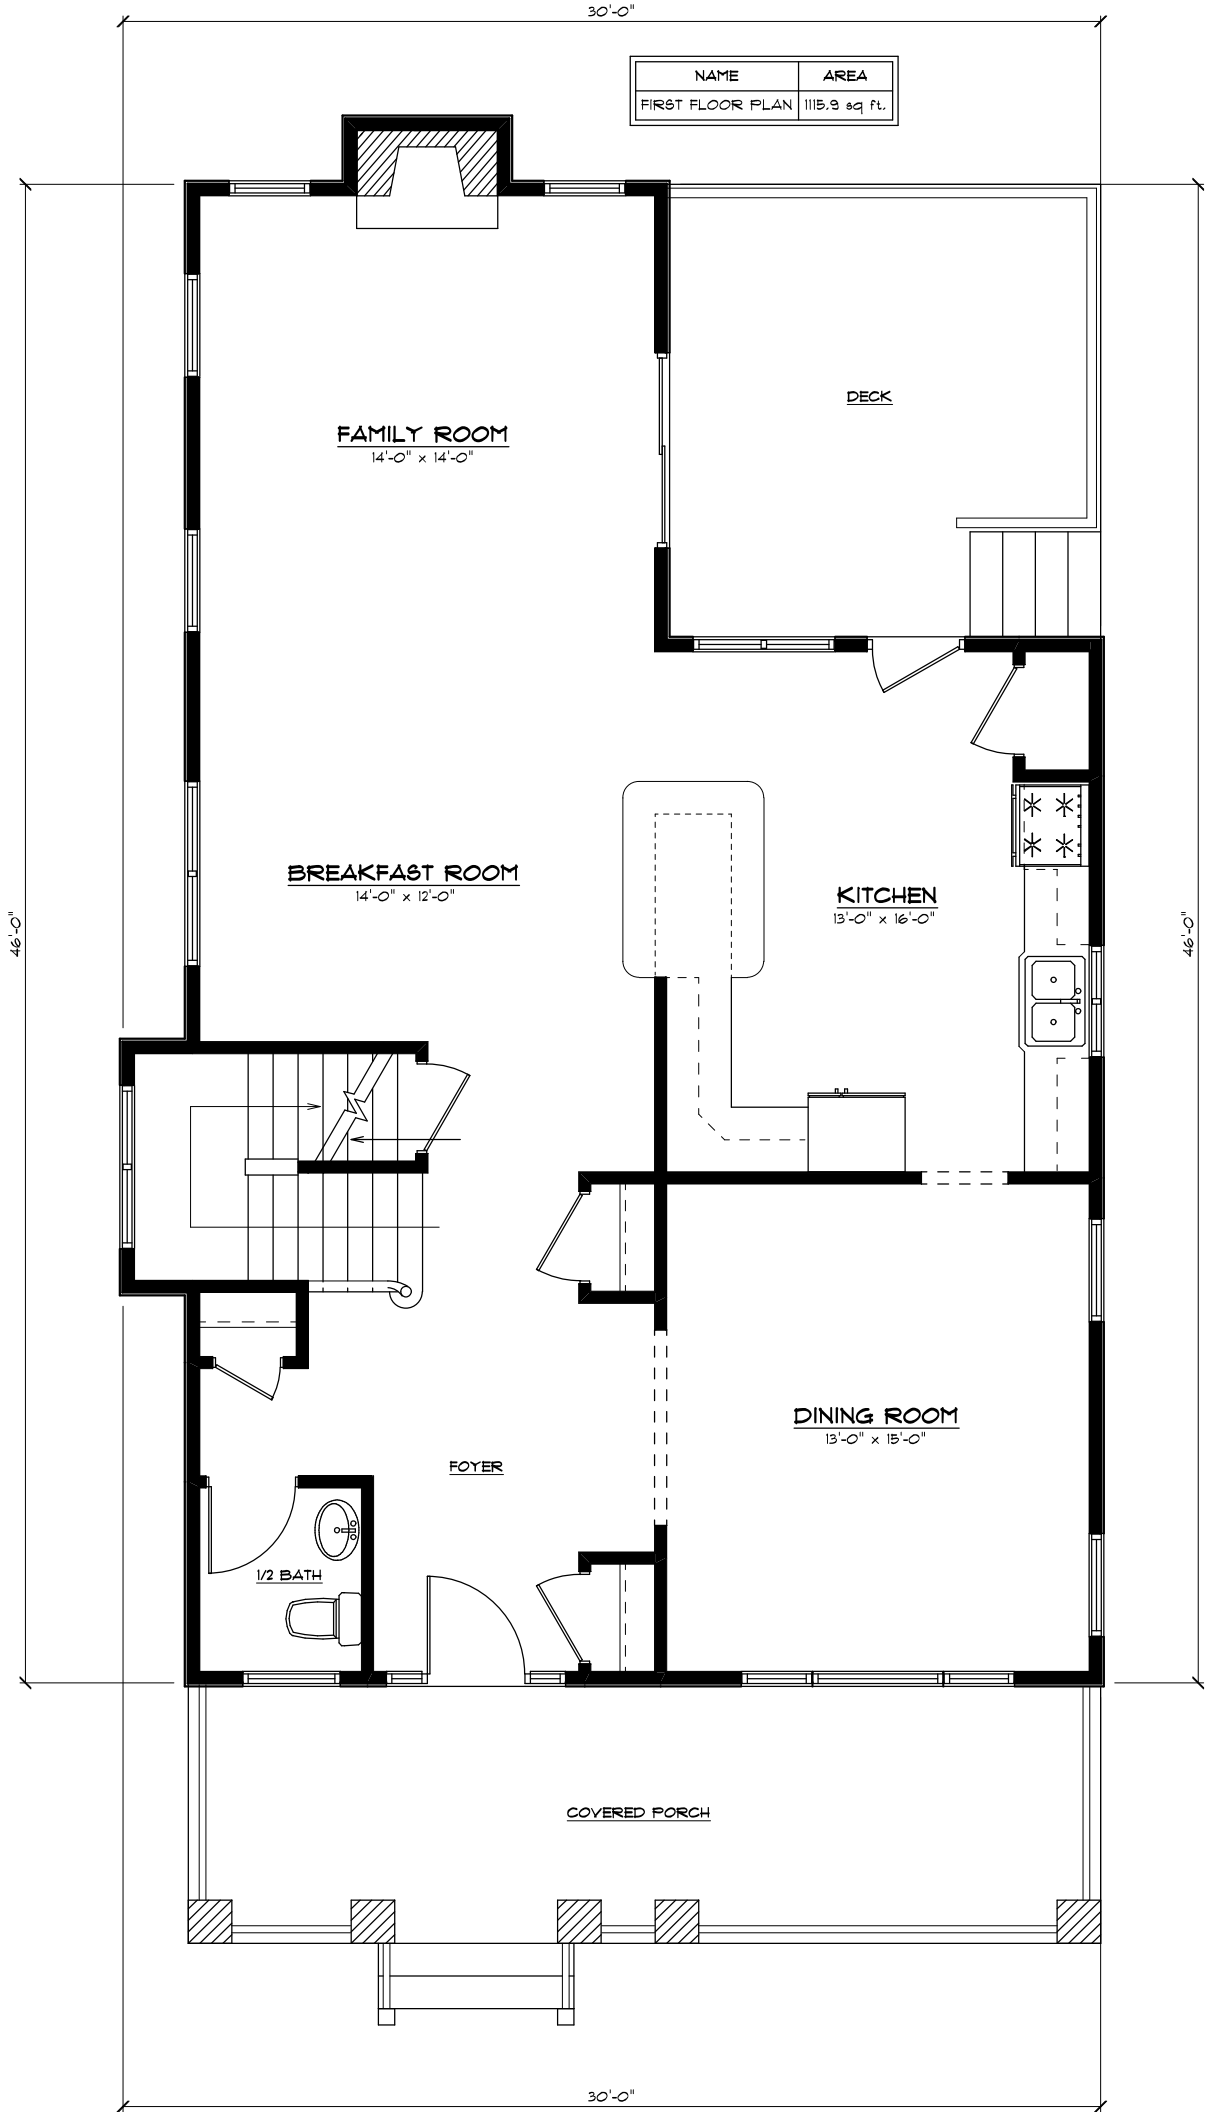 30'-0"
NAME AREA
FIRST FLOOR PLAN 1115.9 sq ft.
DECK
FAMILY ROOM
14'-0" x 14'-0"
BREAKFAST ROOM
14'-0" x 12'-0"
KITCHEN
13'-0" x 16'-0"
46'-0"
46'-0"
DINING ROOM
13'-0" x 15'-0"
FOYER
1/2 BATH
COVERED PORCH
30'-0"